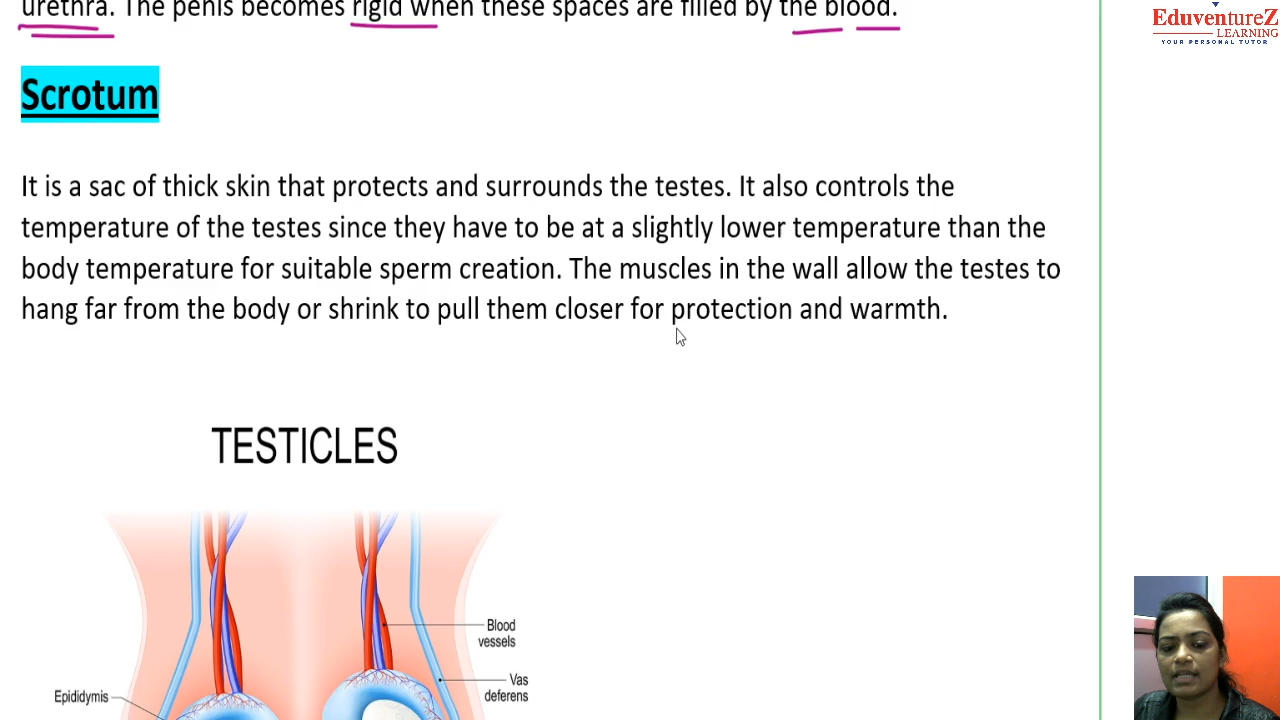 urethra. The penis becomes rigid when these spaces are filled by the blood.
EduventureZ
LEARNING
YOUR PERSONAL TUTOR
Scrotum
It is a sac of thick skin that protects and surrounds the testes. It also controls the
temperature of the testes since they have to be at a slightly lower temperature than the
body temperature for suitable sperm creation. The muscles in the wall allow the testes to
hang far from the body or shrink to pull them closer for protection and warmth.
TESTICLES
Blood
vessels
Vas
deferens
Epididymis